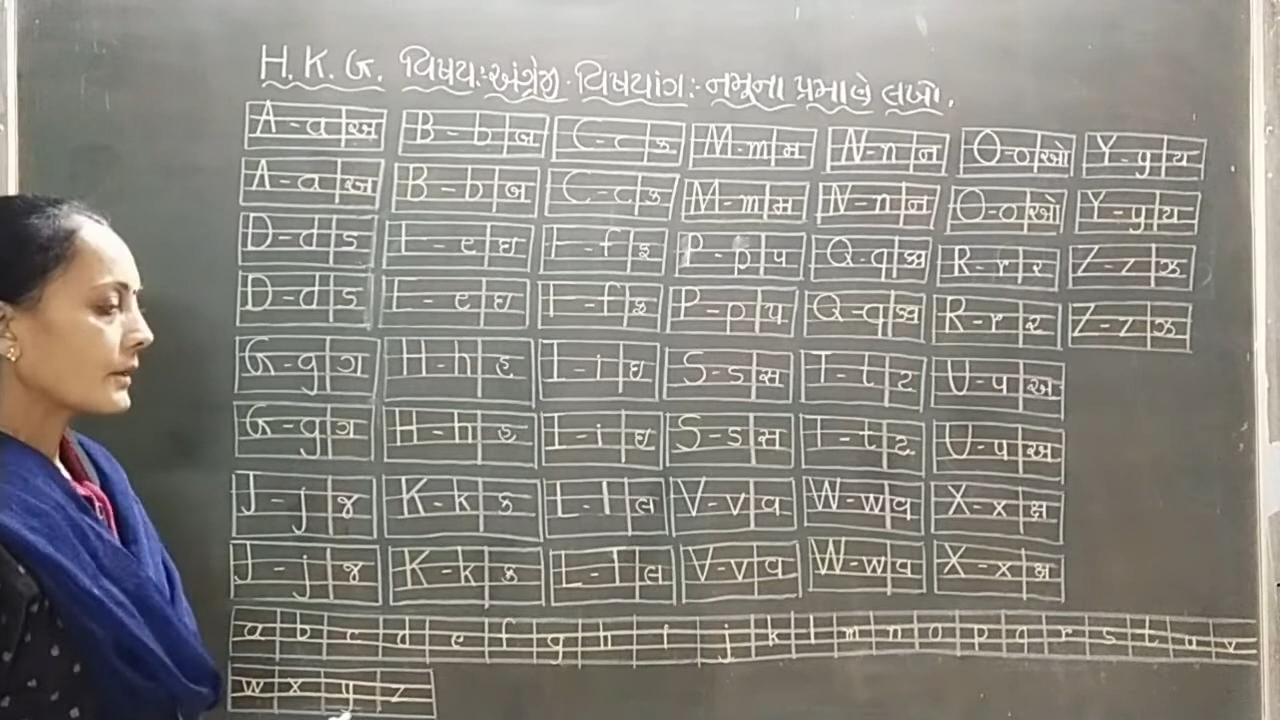 H. K. G. વિષય:-અંગ્રેજી. વિષયાંગ:- નમૂના પ્રમાણે લખો.
A - a અ B - b બ C - c ક M - m મ N - n ન O - o ઓ Y - y ય
A - a અ B - b બ C - c ક M - m મ N - n ન O - o ઓ Y - y ય
D - d ડ E - e ઇ F - f ફ P - p પ Q - q ક્વ R - r ર Z - z ઝ
D - d ડ E - e ઇ F - f ફ P - p પ Q - q ક્વ R - r ર Z - z ઝ
G - g ગ H - h હ I - i ઇ S - s સ T - t ટ U - u અ
G - g ગ H - h હ I - i ઇ S - s સ T - t ટ U - u અ
J - j જ K - k ક L - l લ V - v વ W - w વ X - x ક્ષ
J - j જ K - k ક L - l લ V - v વ W - w વ X - x ક્ષ
a b c d e f g h i j k l m n o p q r s t u v
w x y z